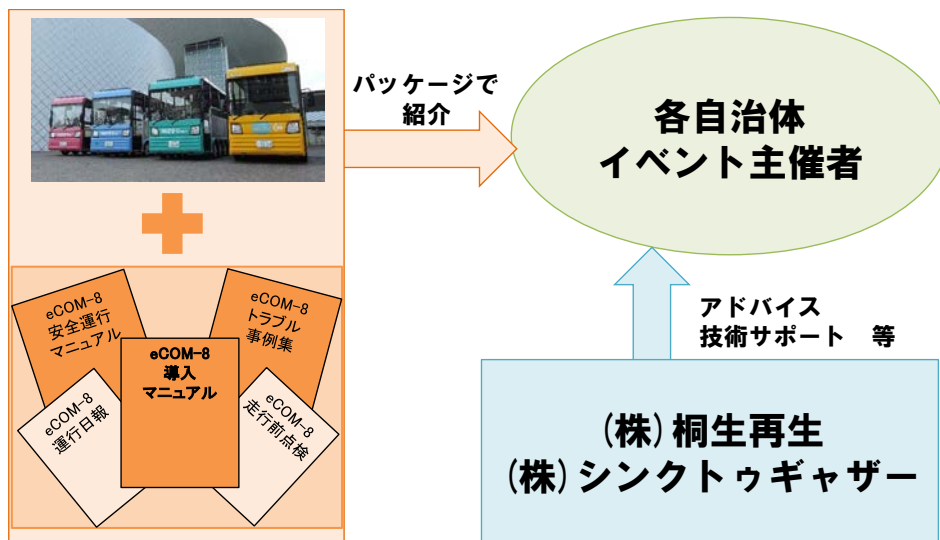 パッケージで
紹介
各自治体
イベント主催者
eCOM-8
安全運行
マニュアル
eCOM-8
トラブル
事例集
eCOM-8
導入
マニュアル
eCOM-8
運行日報
eCOM-8
走行前点検
アドバイス
技術サポート　等
(株)桐生再生
(株)シンクトゥギャザー